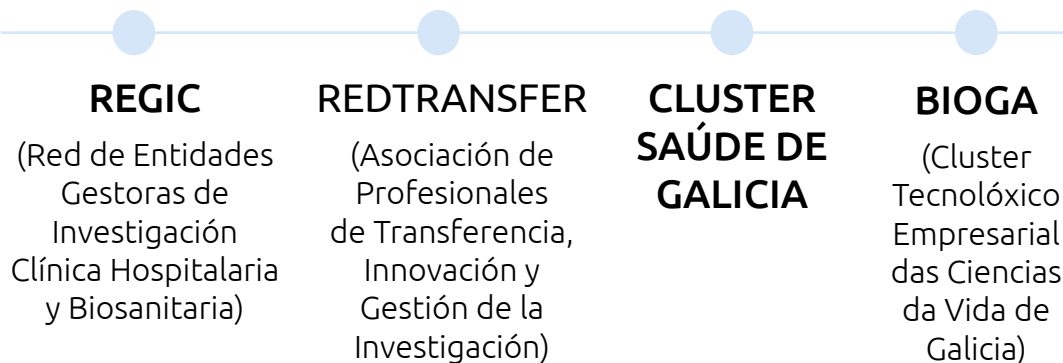 REGIC
(Red de Entidades
Gestoras de
Investigación
Clínica Hospitalaria
y Biosanitaria)
REDTRANSFER
(Asociación de
Profesionales
de Transferencia,
Innovación y
Gestión de la
Investigación)
CLUSTER
SAÚDE DE
GALICIA
BIOGA
(Cluster
Tecnolóxico
Empresarial
das Ciencias
da Vida de
Galicia)